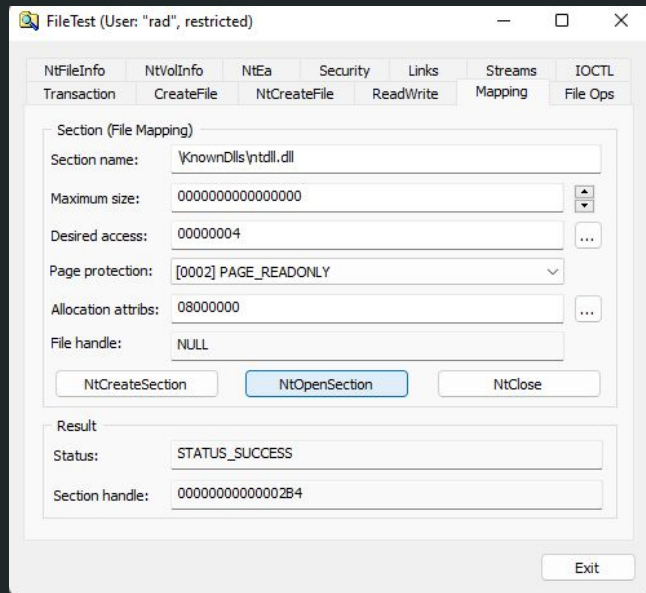 FileTest (User: "rad", restricted)
NtFileInfo NtVolInfo NtEa Security Links Streams IOCTL
Transaction CreateFile NtCreateFile ReadWrite Mapping File Ops
Section (File Mapping)
Section name: \KnownDlls\ntdll.dll
Maximum size: 0000000000000000
Desired access: 00000004 ...
Page protection: [0002] PAGE_READONLY
Allocation attribs: 08000000 ...
File handle: NULL
NtCreateSection NtOpenSection NtClose
Result
Status: STATUS_SUCCESS
Section handle: 00000000000002B4
Exit